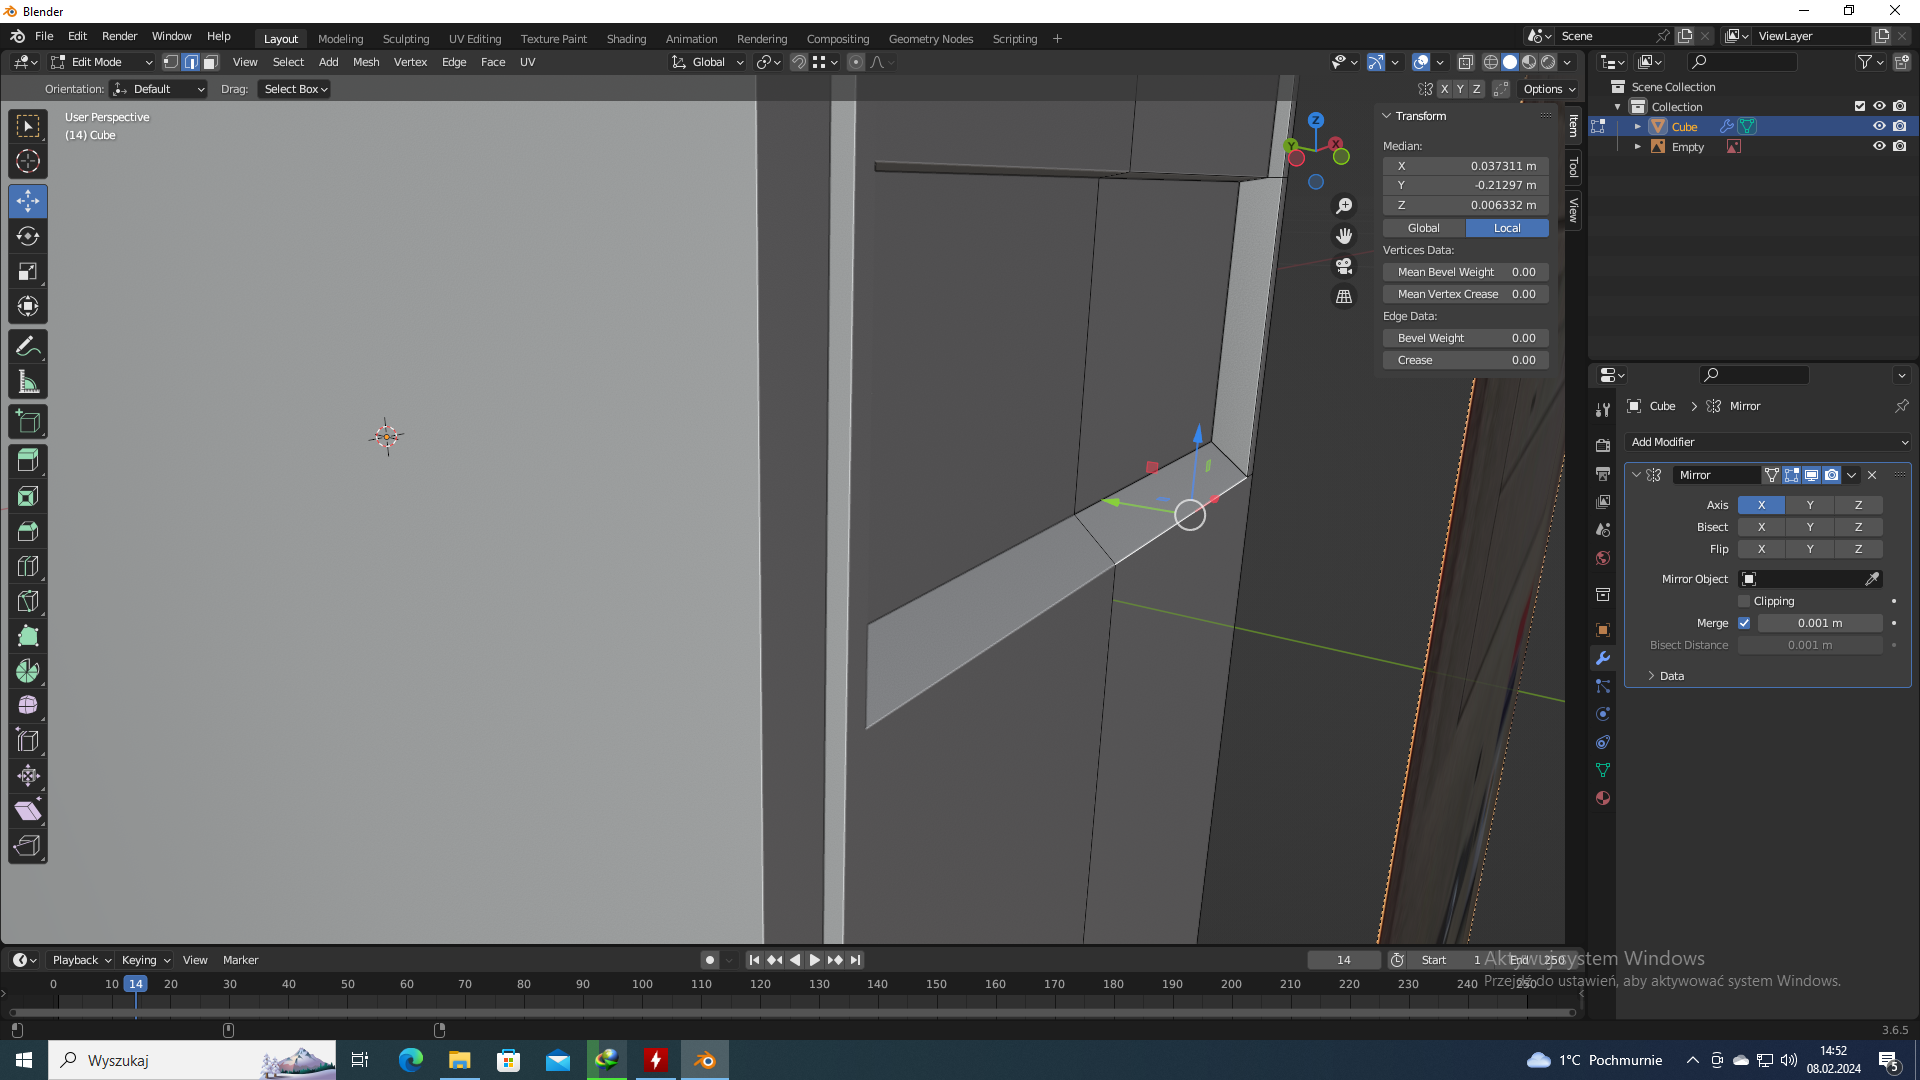 Blender
File Edit Render Window Help
Layout Modeling Sculpting UV Editing Texture Paint Shading Animation Rendering Compositing Geometry Nodes Scripting
Scene
ViewLayer
Edit Mode View Select Add Mesh Vertex Edge Face UV
Global
Orientation: Default Drag: Select Box
X Y Z Options
User Perspective
(14) Cube
Z
Y X
Transform
Median:
X 0.037311 m
Y -0.21297 m
Z 0.006332 m
Global Local
Vertices Data:
Mean Bevel Weight 0.00
Mean Vertex Crease 0.00
Edge Data:
Bevel Weight 0.00
Crease 0.00
Item
Tool
View
Scene Collection
Collection
Cube
Empty
Cube Mirror
Add Modifier
Mirror
Axis X Y Z
Bisect X Y Z
Flip X Y Z
Mirror Object
Clipping
Merge 0.001 m
Bisect Distance 0.001 m
Data
Playback Keying View Marker
14 Start 1 End 250
0 10 14 20 30 40 50 60 70 80 90 100 110 120 130 140 150 160 170 180 190 200 210 220 230 240 250
Aktywuj system Windows
Przejdź do ustawień, aby aktywować system Windows.
3.6.5
Wyszukaj
1°C Pochmurnie
14:52
08.02.2024
5